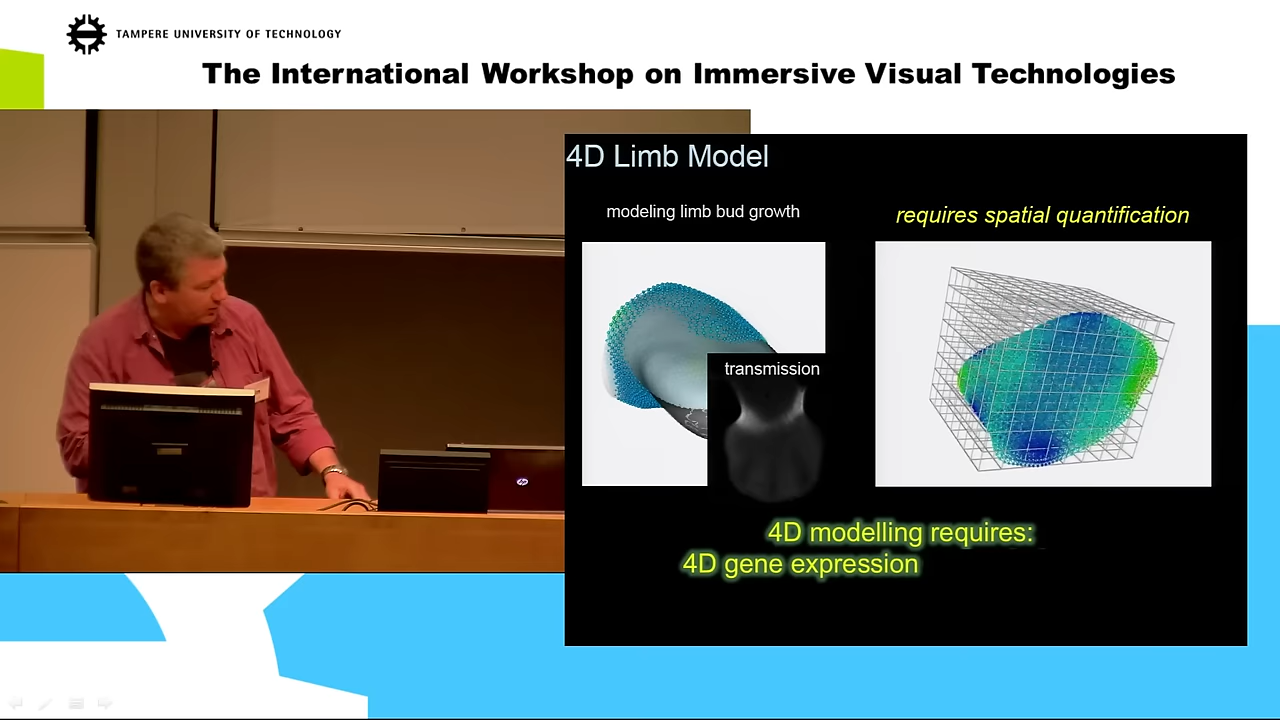 TAMPERE UNIVERSITY OF TECHNOLOGY
The International Workshop on Immersive Visual Technologies
4D Limb Model
modeling limb bud growth
requires spatial quantification
transmission
4D modelling requires:
4D gene expression
hp